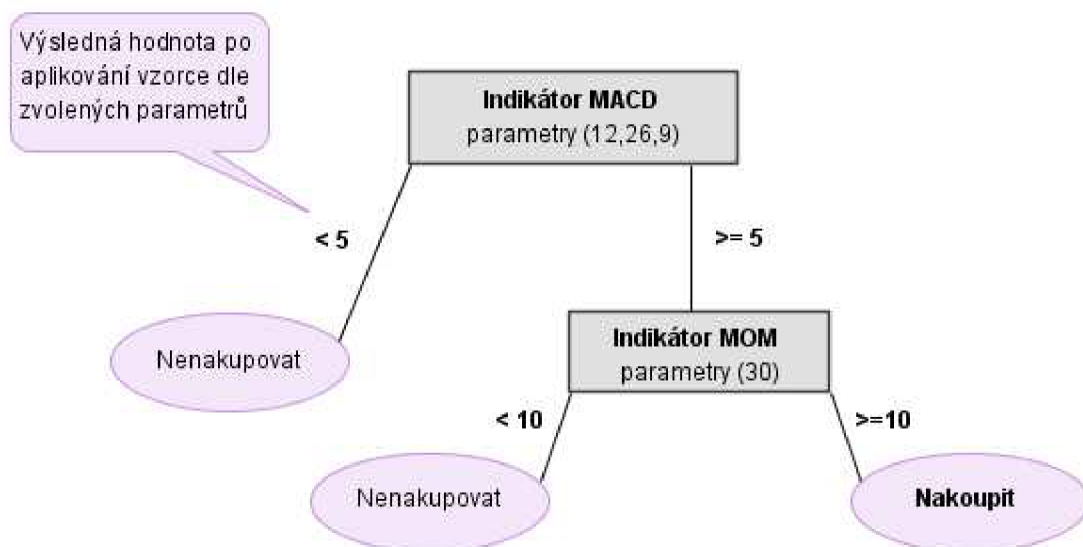 Výsledná hodnota po
aplikování vzorce dle
zvolených parametrů
Indikátor MACD
parametry (12,26,9)
< 5
>= 5
Nenakupovat
Indikátor MOM
parametry (30)
< 10
>=10
Nenakupovat
Nakoupit